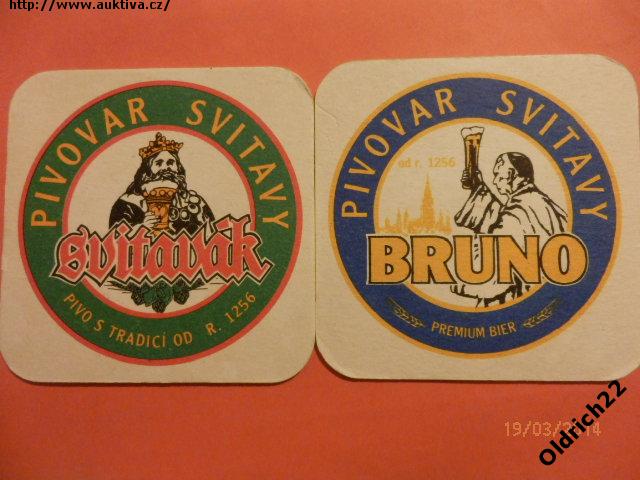 http://www.auktiva.cz/
PIVOVAR SVITAVY
svitavák
PIVO S TRADICÍ OD R. 1256
PIVOVAR SVITAVY
od r. 1256
BRUNO
PREMIUM BIER
19/03/2014
Oldrich22